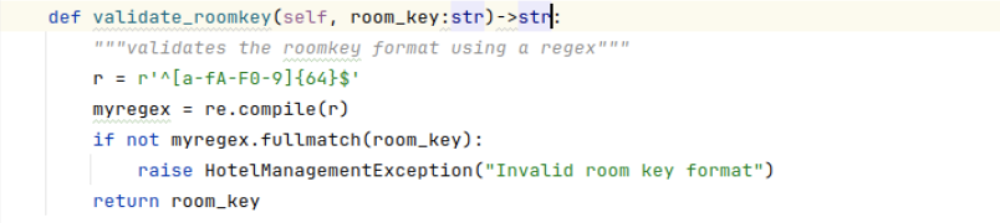 def validate_roomkey(self, room_key:str)->str:
"""validates the roomkey format using a regex"""
r = r'^[a-fA-F0-9]{64}$'
myregex = re.compile(r)
if not myregex.fullmatch(room_key):
raise HotelManagementException("Invalid room key format")
return room_key